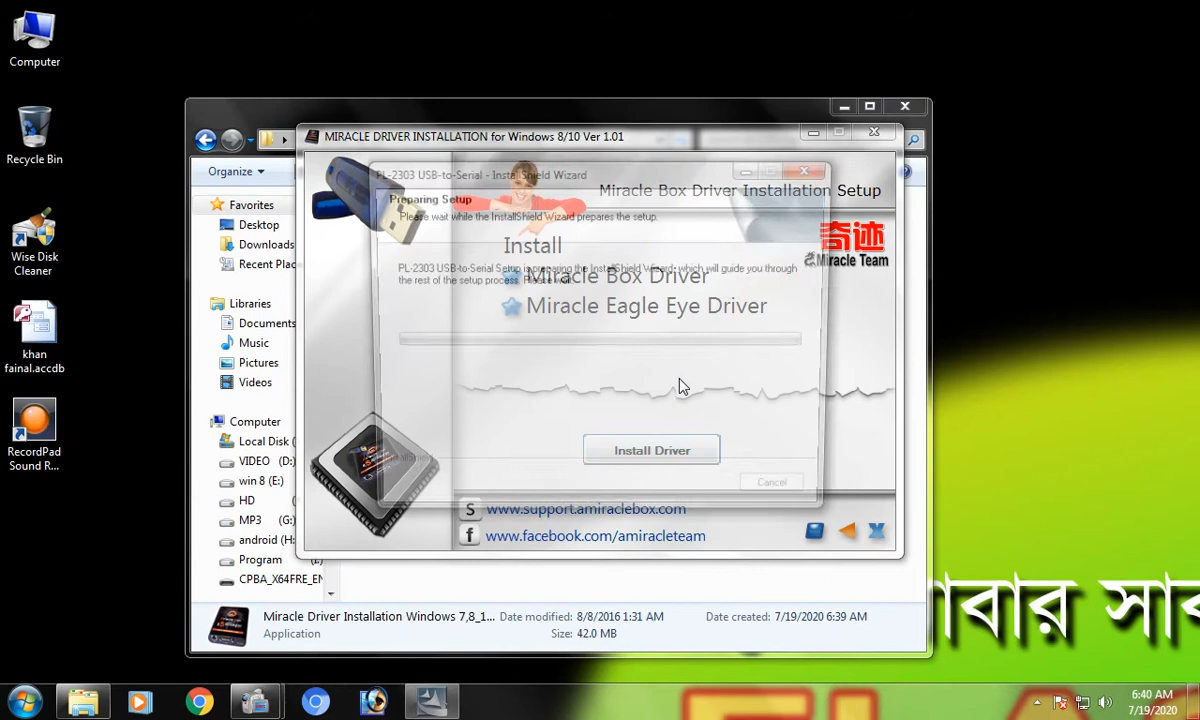 Computer
Recycle Bin
Wise Disk
Cleaner
khan
fainal.accdb
RecordPad
Sound R...
Organize
Favorites
Desktop
Downloads
Recent Plac
Libraries
Documents
Music
Pictures
Videos
Computer
Local Disk (
VIDEO (D:)
win 8 (E:)
HD
MP3 (G:)
android (H:
Program
CPBA_X64FRE_EN
MIRACLE DRIVER INSTALLATION for Windows 8/10 Ver 1.01
Miracle Box Driver Installation Setup
奇迹
Miracle Team
PL-2303 USB-to-Serial - InstallShield Wizard
Preparing Setup
Please wait while the InstallShield Wizard prepares the setup.
PL-2303 USB-to-Serial Setup is preparing the InstallShield Wizard, which will guide you through
the rest of the setup process. Please wait.
Install
Miracle Box Driver
Miracle Eagle Eye Driver
Install Driver
Cancel
www.support.amiraclebox.com
www.facebook.com/amiracleteam
Miracle Driver Installation Windows 7,8_1...
Application
Date modified: 8/8/2016 1:31 AM
Size: 42.0 MB
Date created: 7/19/2020 6:39 AM
6:40 AM
7/19/2020